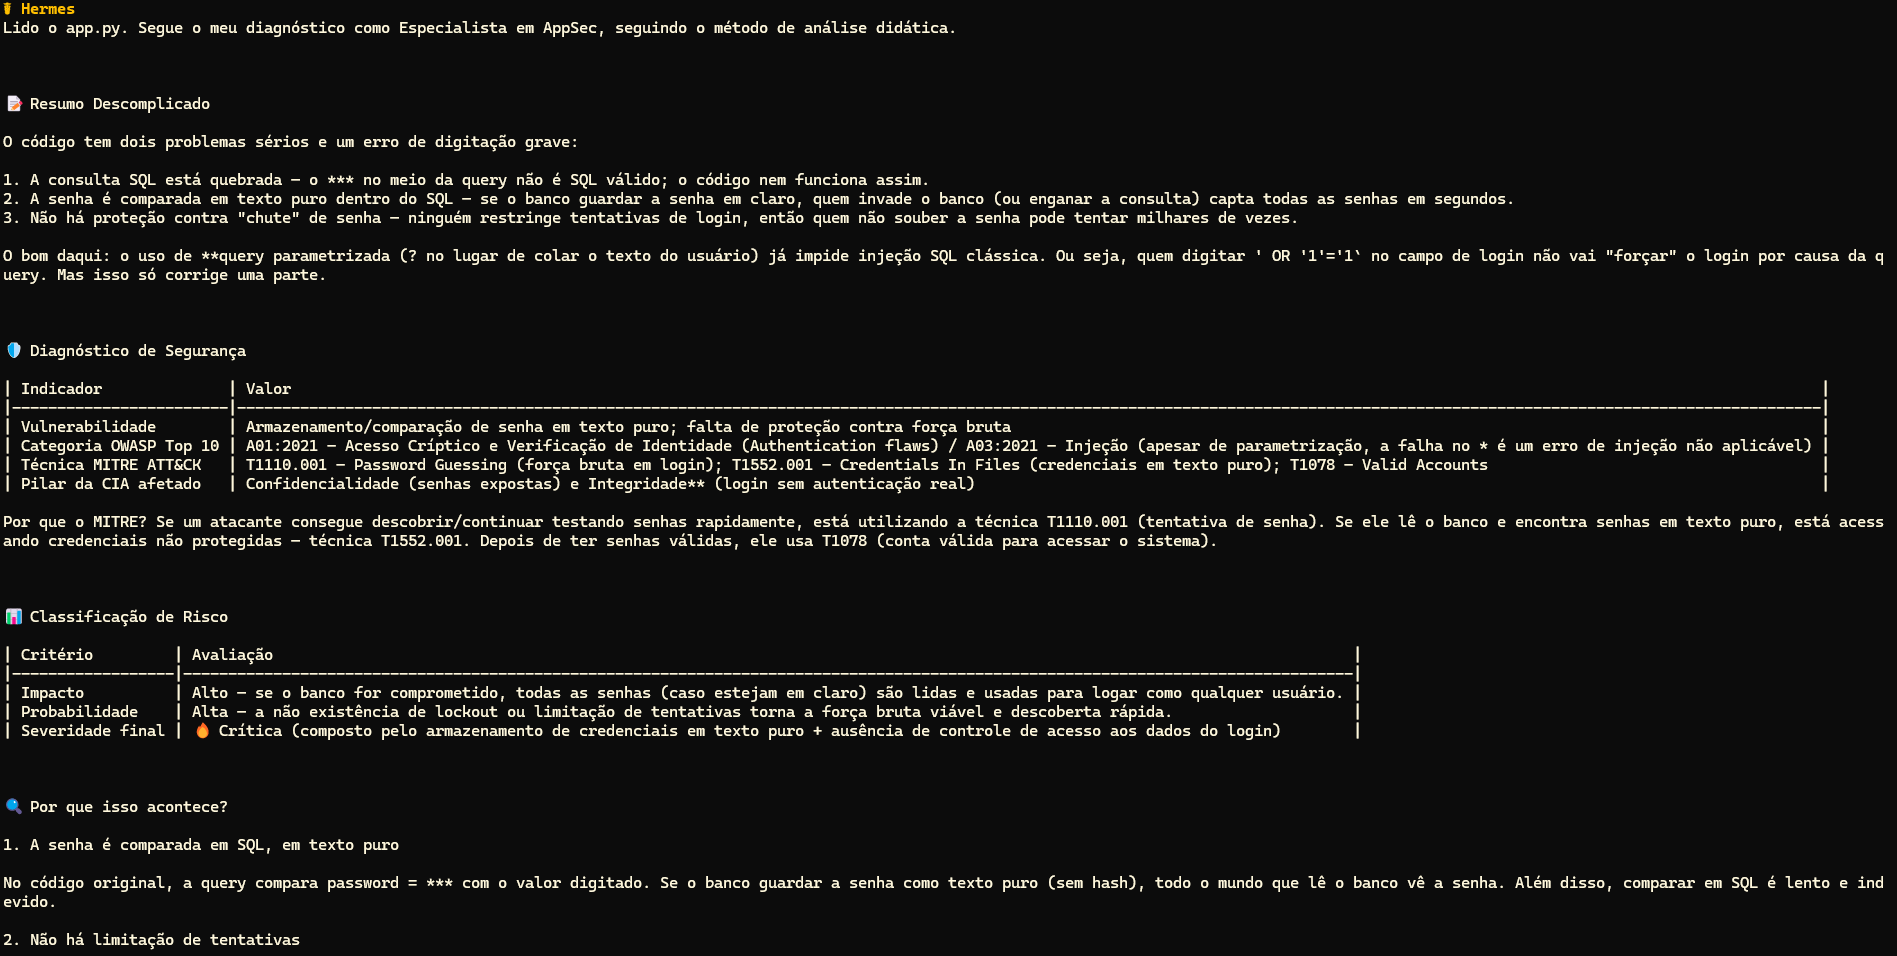 Hermes
Lido o app.py. Segue o meu diagnóstico como Especialista em AppSec, seguindo o método de análise didática.
📝 Resumo Descomplicado
O código tem dois problemas sérios e um erro de digitação grave:
1. A consulta SQL está quebrada — o *** no meio da query não é SQL válido; o código nem funciona assim.
2. A senha é comparada em texto puro dentro do SQL — se o banco guardar a senha em claro, quem invade o banco (ou enganar a consulta) capta todas as senhas em segundos.
3. Não há proteção contra "chute" de senha — ninguém restringe tentativas de login, então quem não souber a senha pode tentar milhares de vezes.
O bom daqui: o uso de **query parametrizada (? no lugar de colar o texto do usuário) já impide injeção SQL clássica. Ou seja, quem digitar ' OR '1'='1` no campo de login não vai "forçar" o login por causa da q
uery. Mas isso só corrige uma parte.
🛡️ Diagnóstico de Segurança
| Indicador | Valor |
| Vulnerabilidade | Armazenamento/comparação de senha em texto puro; falta de proteção contra força bruta |
| Categoria OWASP Top 10 | A01:2021 — Acesso Críptico e Verificação de Identidade (Authentication flaws) / A03:2021 — Injeção (apesar de parametrização, a falha no * é um erro de injeção não aplicável) |
| Técnica MITRE ATT&CK | T1110.001 — Password Guessing (força bruta em login); T1552.001 — Credentials In Files (credenciais em texto puro); T1078 — Valid Accounts |
| Pilar da CIA afetado | Confidencialidade (senhas expostas) e Integridade** (login sem autenticação real) |
Por que o MITRE? Se um atacante consegue descobrir/continuar testando senhas rapidamente, está utilizando a técnica T1110.001 (tentativa de senha). Se ele lê o banco e encontra senhas em texto puro, está acess
ando credenciais não protegidas — técnica T1552.001. Depois de ter senhas válidas, ele usa T1078 (conta válida para acessar o sistema).
📊 Classificação de Risco
| Critério | Avaliação |
| Impacto | Alto — se o banco for comprometido, todas as senhas (caso estejam em claro) são lidas e usadas para logar como qualquer usuário. |
| Probabilidade | Alta — a não existência de lockout ou limitação de tentativas torna a força bruta viável e descoberta rápida. |
| Severidade final | 🔥 Crítica (composto pelo armazenamento de credenciais em texto puro + ausência de controle de acesso aos dados do login) |
🔍 Por que isso acontece?
1. A senha é comparada em SQL, em texto puro
No código original, a query compara password = *** com o valor digitado. Se o banco guardar a senha como texto puro (sem hash), todo o mundo que lê o banco vê a senha. Além disso, comparar em SQL é lento e ind
evido.
2. Não há limitação de tentativas